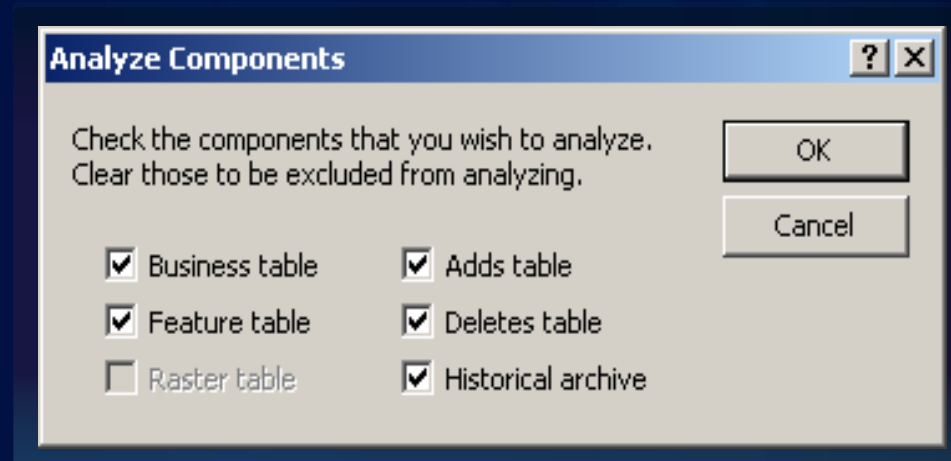 Analyze Components
Check the components that you wish to analyze.
Clear those to be excluded from analyzing.
OK
Cancel
Business table
Adds table
Feature table
Deletes table
Raster table
Historical archive